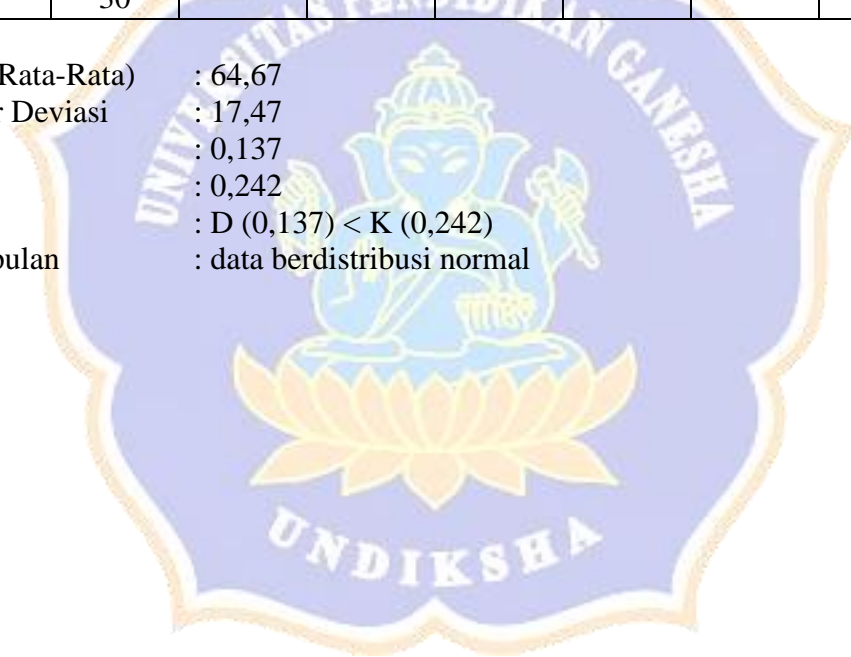 30
Rata-Rata) : 64,67
r Deviasi : 17,47
: 0,137
: 0,242
: D (0,137) < K (0,242)
pulan : data berdistribusi normal
UNIVERSITAS PENDIDIKAN GANESHA
UNDIKSHA